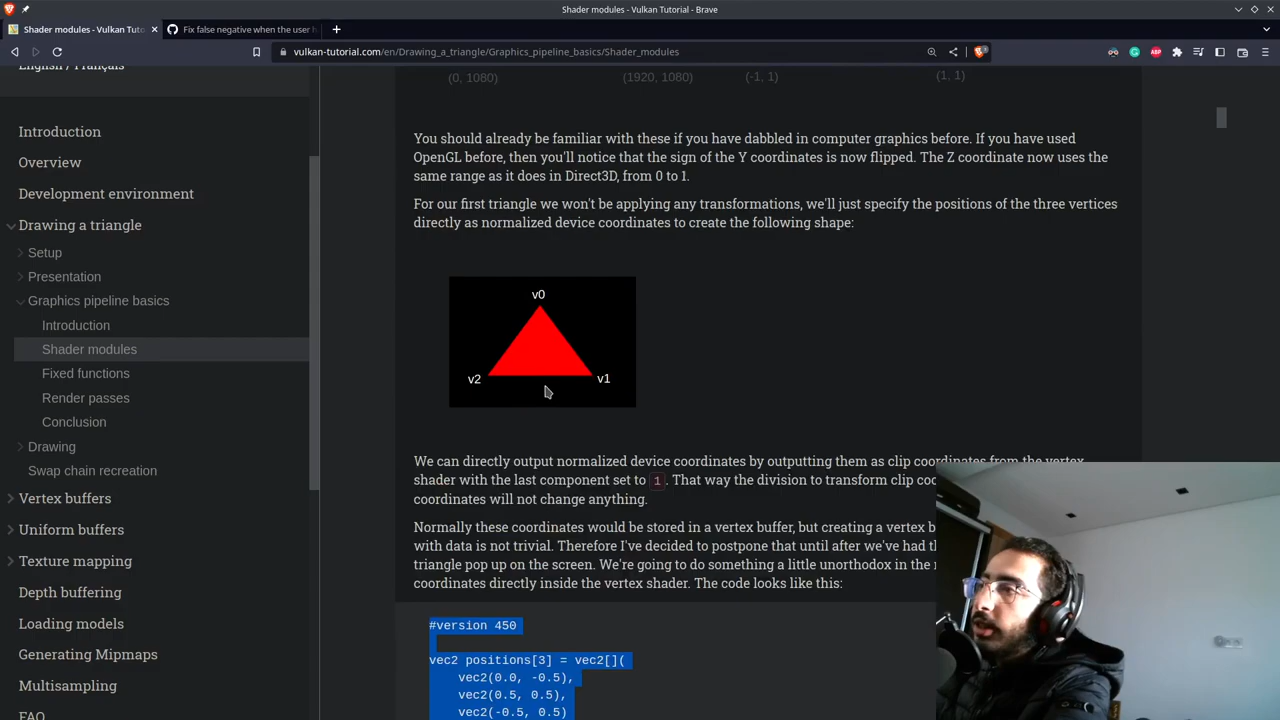 Shader modules - Vulkan Tutorial - Brave
Shader modules - Vulkan Tuto
Fix false negative when the user h
vulkan-tutorial.com/en/Drawing_a_triangle/Graphics_pipeline_basics/Shader_modules
English / Français
Introduction
Overview
Development environment
Drawing a triangle
Setup
Presentation
Graphics pipeline basics
Introduction
Shader modules
Fixed functions
Render passes
Conclusion
Drawing
Swap chain recreation
Vertex buffers
Uniform buffers
Texture mapping
Depth buffering
Loading models
Generating Mipmaps
Multisampling
FAQ
(0, 1080) (1920, 1080) (-1, 1) (1, 1)
You should already be familiar with these if you have dabbled in computer graphics before. If you have used
OpenGL before, then you'll notice that the sign of the Y coordinates is now flipped. The Z coordinate now uses the
same range as it does in Direct3D, from 0 to 1.
For our first triangle we won't be applying any transformations, we'll just specify the positions of the three vertices
directly as normalized device coordinates to create the following shape:
v0
v2 v1
We can directly output normalized device coordinates by outputting them as clip coordinates from the vertex
shader with the last component set to 1. That way the division to transform clip coo
coordinates will not change anything.
Normally these coordinates would be stored in a vertex buffer, but creating a vertex b
with data is not trivial. Therefore I've decided to postpone that until after we've had th
triangle pop up on the screen. We're going to do something a little unorthodox in the m
coordinates directly inside the vertex shader. The code looks like this:
#version 450
vec2 positions[3] = vec2[](
vec2(0.0, -0.5),
vec2(0.5, 0.5),
vec2(-0.5, 0.5)